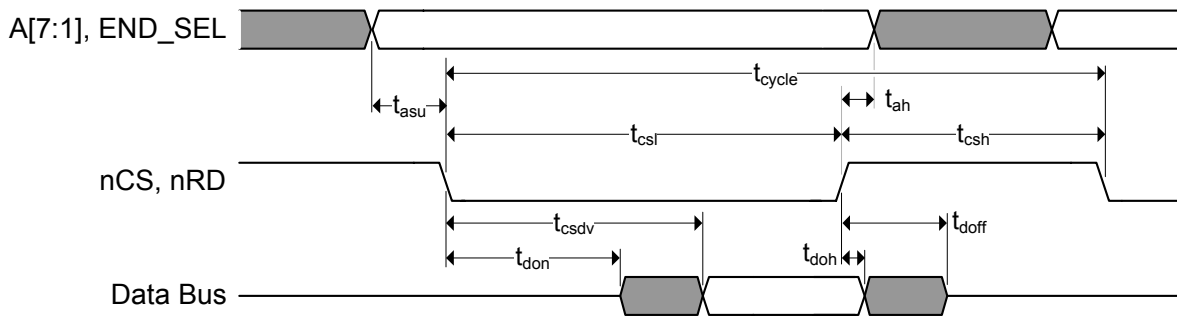 A[7:1], END_SEL
tcycle
tasu
tah
tcsl
tcsh
nCS, nRD
tcsdv
tdoff
tdon
tdoh
Data Bus